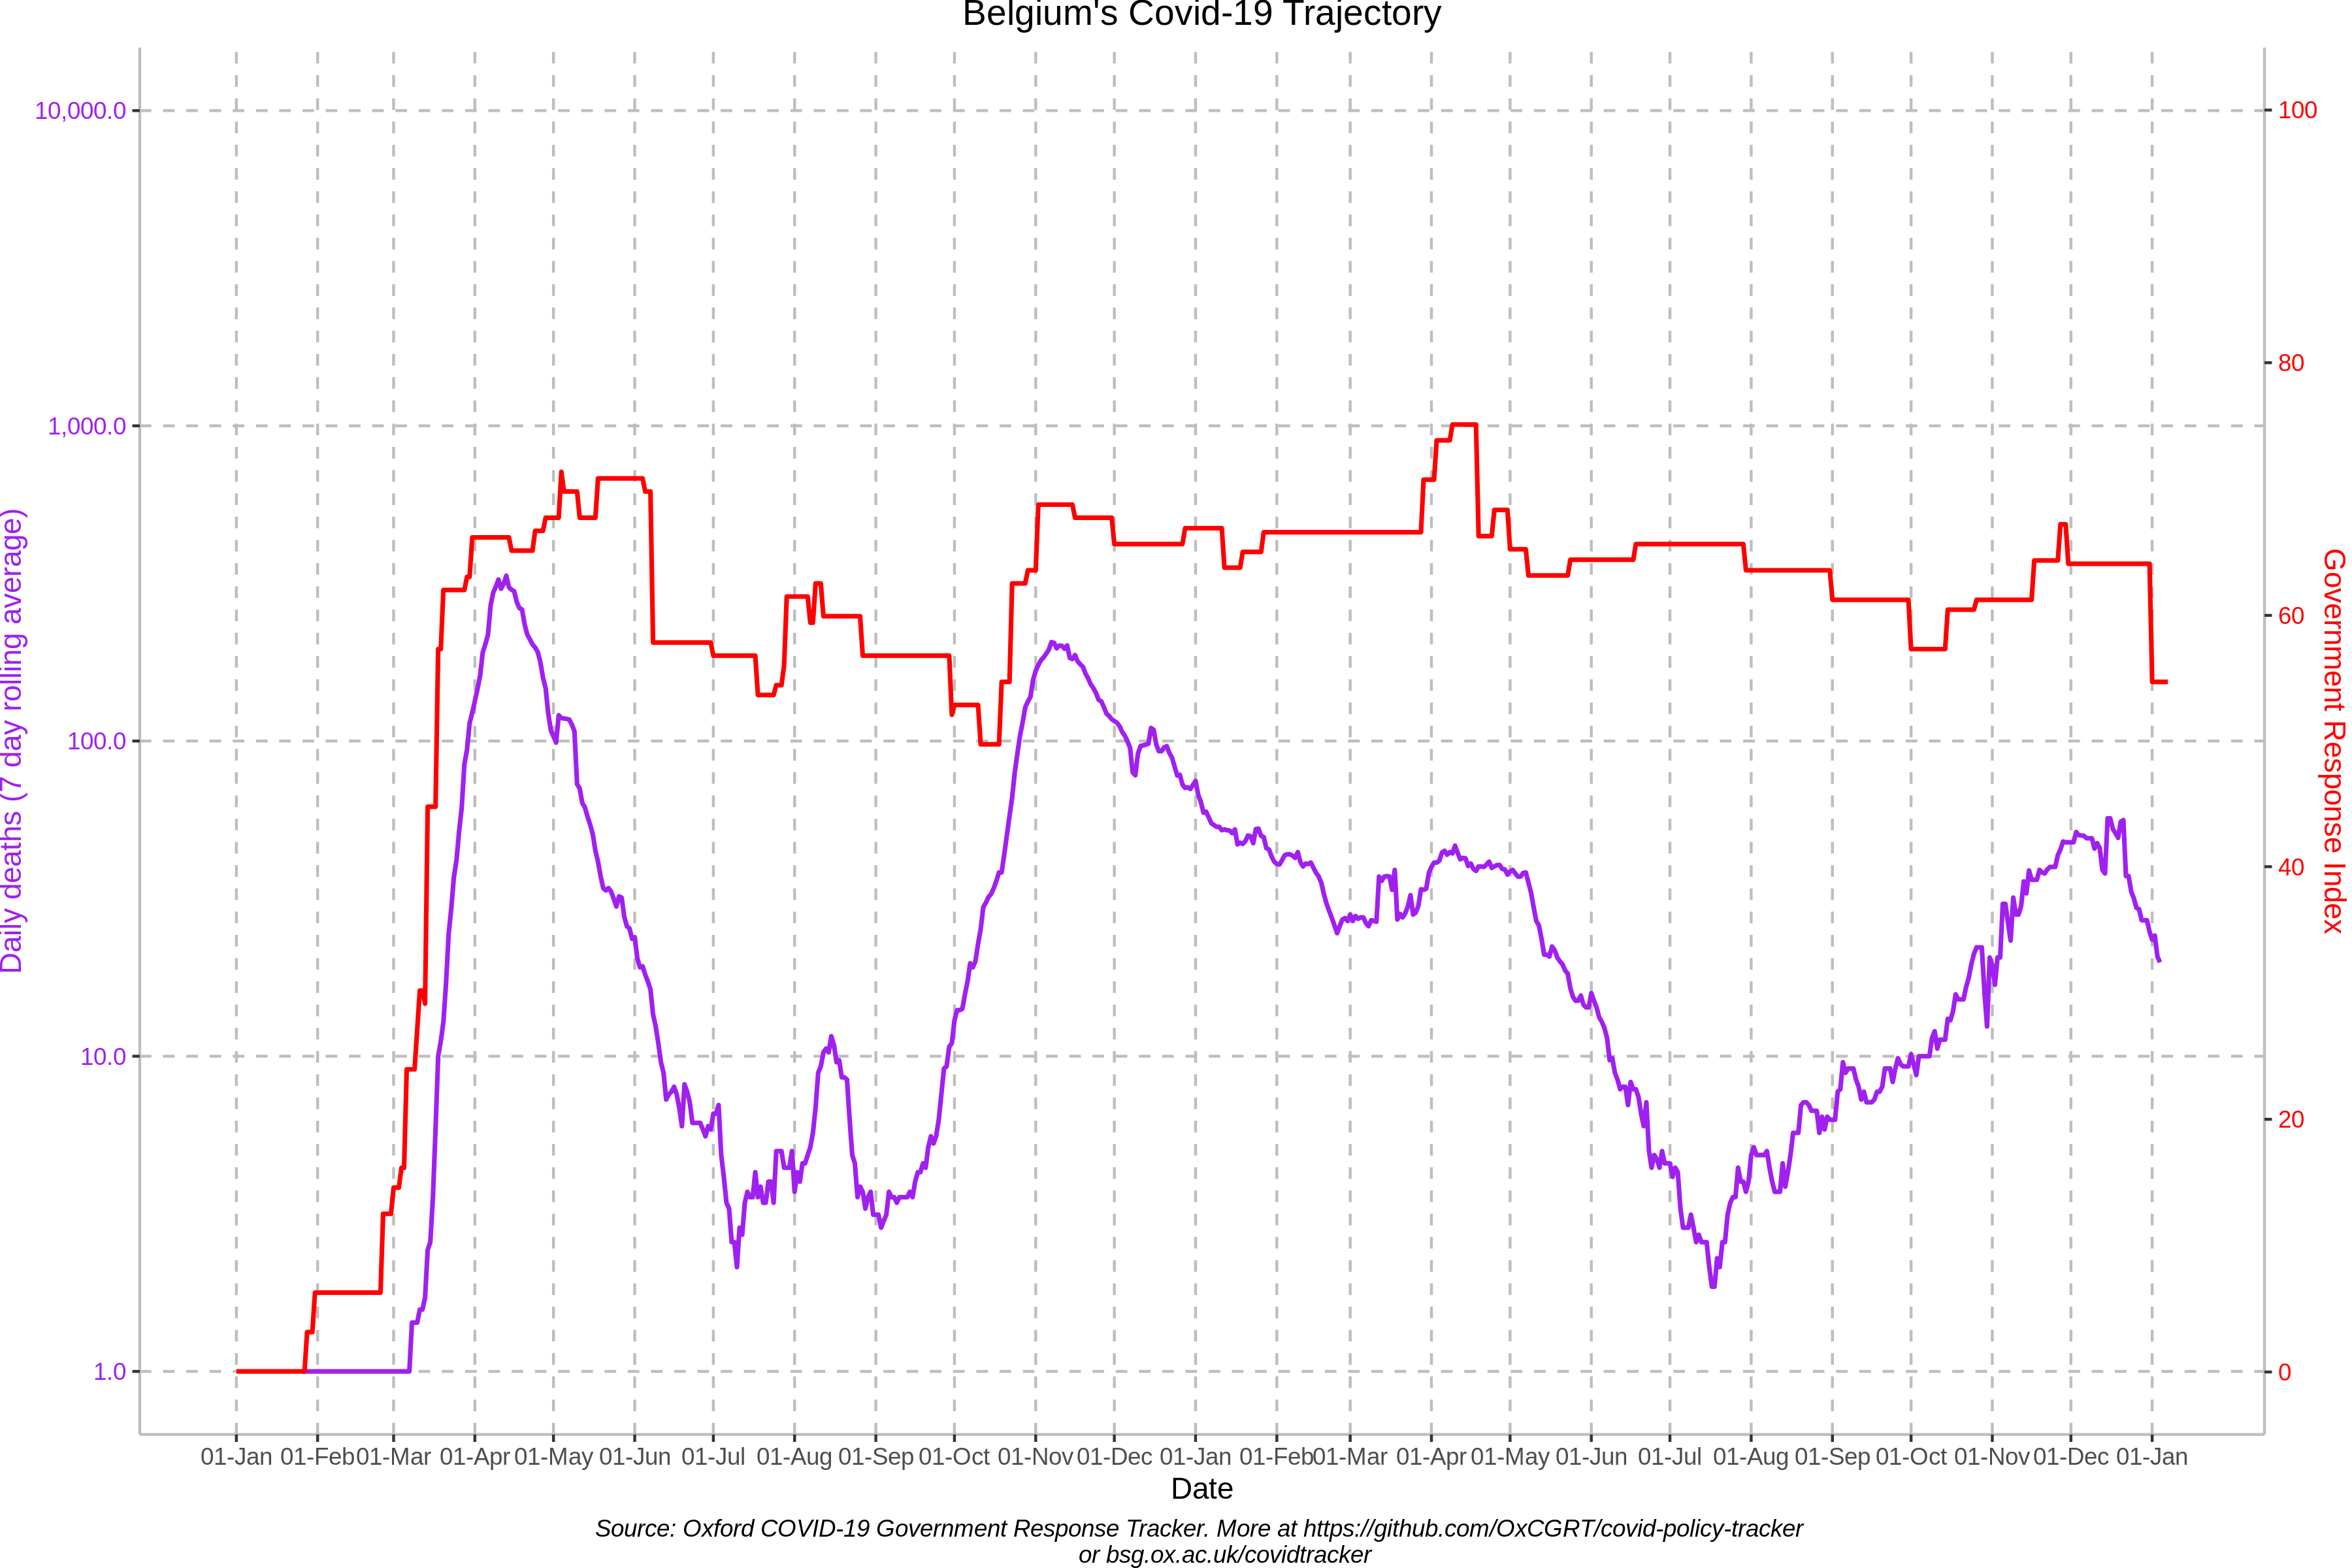 Belgium's Covid-19 Trajectory
10,000.0
1,000.0
100.0
10.0
1.0
Daily deaths (7 day rolling average)
100
80
60
40
20
0
Government Response Index
01-Jan 01-Feb 01-Mar 01-Apr 01-May 01-Jun 01-Jul 01-Aug 01-Sep 01-Oct 01-Nov 01-Dec 01-Jan 01-Feb 01-Mar 01-Apr 01-May 01-Jun 01-Jul 01-Aug 01-Sep 01-Oct 01-Nov 01-Dec 01-Jan
Date
Source: Oxford COVID-19 Government Response Tracker. More at https://github.com/OxCGRT/covid-policy-tracker
or bsg.ox.ac.uk/covidtracker